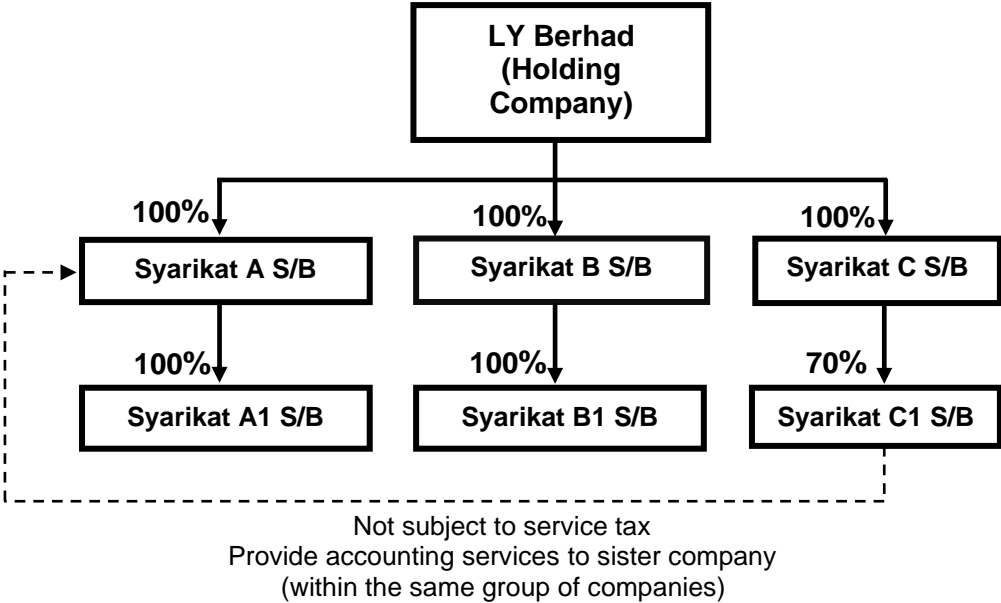 LY Berhad
(Holding
Company)
100%
100%
100%
Syarikat A S/B
Syarikat B S/B
Syarikat C S/B
100%
100%
70%
Syarikat A1 S/B
Syarikat B1 S/B
Syarikat C1 S/B
Not subject to service tax
Provide accounting services to sister company
(within the same group of companies)